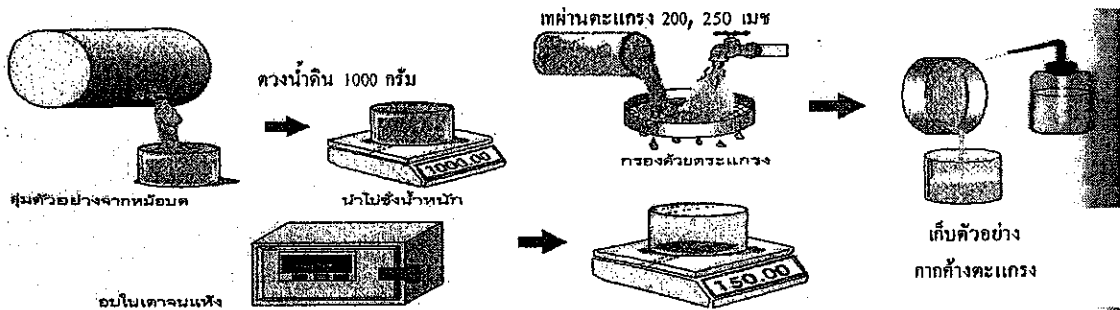 เทผ่านตะแกรง 200, 250 เมช
ตวงน้ำดิน 1000 กรัม
1000.00
สุ่มตัวอย่างจากหม้อบด
นำไปชั่งน้ำหนัก
กรองด้วยตระแกรง
เก็บตัวอย่าง
กากค้างตะแกรง
อบในเตาจนแห้ง
150.00